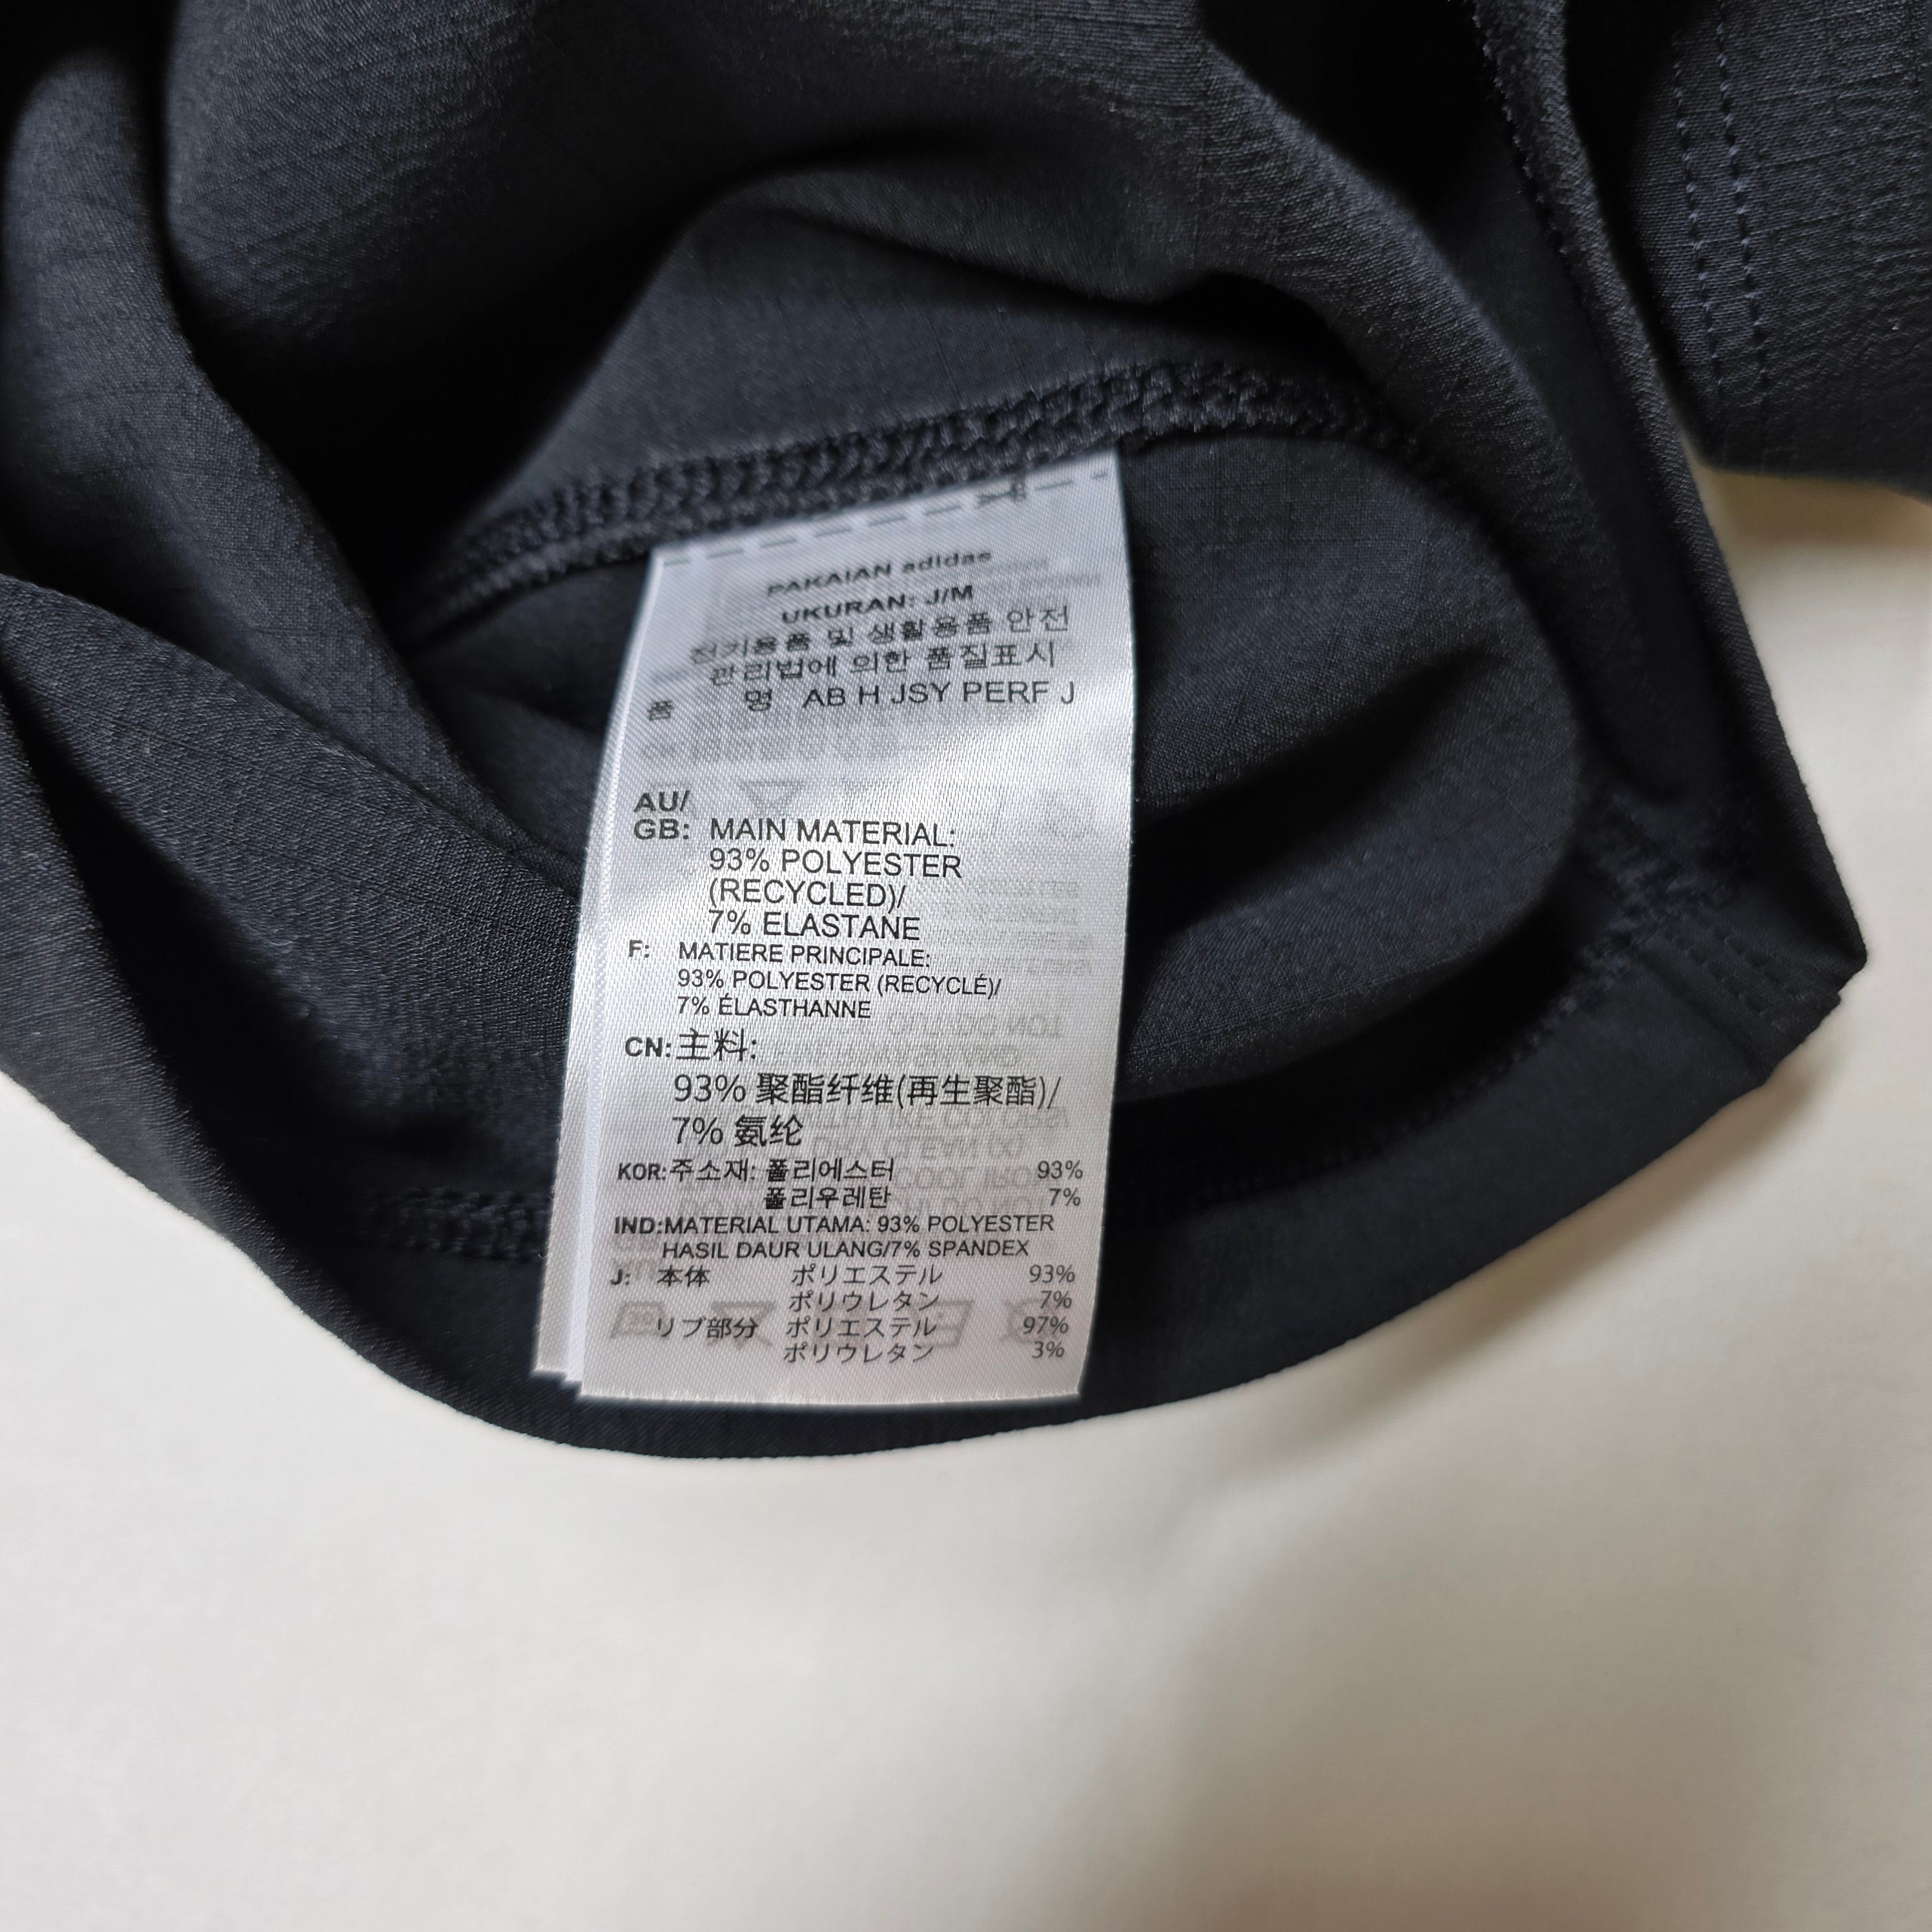 PAKAIAN adidas
UKURAN: J/M
전기용품 및 생활용품 안전
관리법에 의한 품질표시
품 명 AB H JSY PERF J
AU/
GB: MAIN MATERIAL:
93% POLYESTER
(RECYCLED)/
7% ELASTANE
F: MATIERE PRINCIPALE:
93% POLYESTER (RECYCLÉ)/
7% ÉLASTHANNE
CN: 主料:
93% 聚酯纤维(再生聚酯)/
7% 氨纶
KOR: 주소재: 폴리에스터 93%
폴리우레탄 7%
IND: MATERIAL UTAMA: 93% POLYESTER
HASIL DAUR ULANG/7% SPANDEX
J: 本体 ポリエステル 93%
ポリウレタン 7%
リブ部分 ポリエステル 97%
ポリウレタン 3%